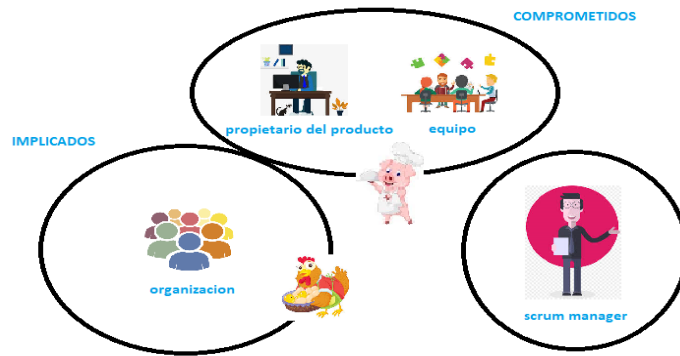 COMPROMETIDOS
propietario del producto
equipo
IMPLICADOS
organizacion
scrum manager